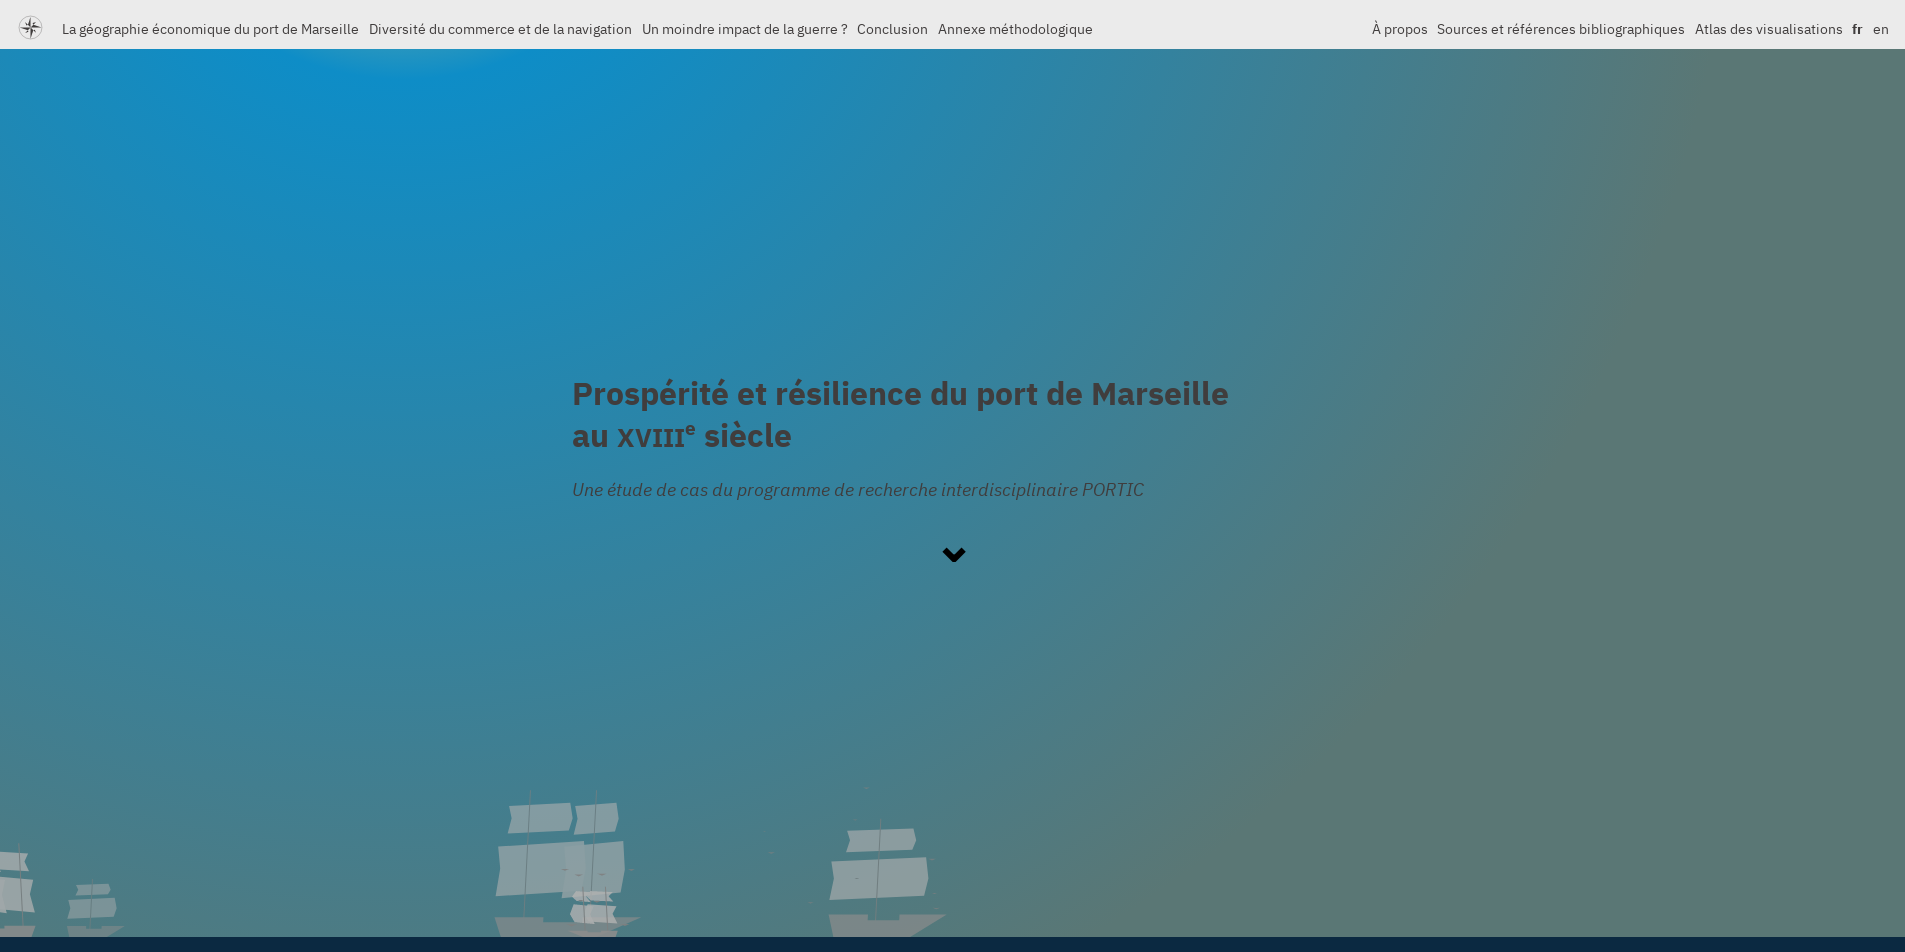 La géographie économique du port de Marseille Diversité du commerce et de la navigation Un moindre impact de la guerre ? Conclusion Annexe méthodologique À propos Sources et références bibliographiques Atlas des visualisations fr en
Prospérité et résilience du port de Marseille
au XVIIIe siècle
Une étude de cas du programme de recherche interdisciplinaire PORTIC